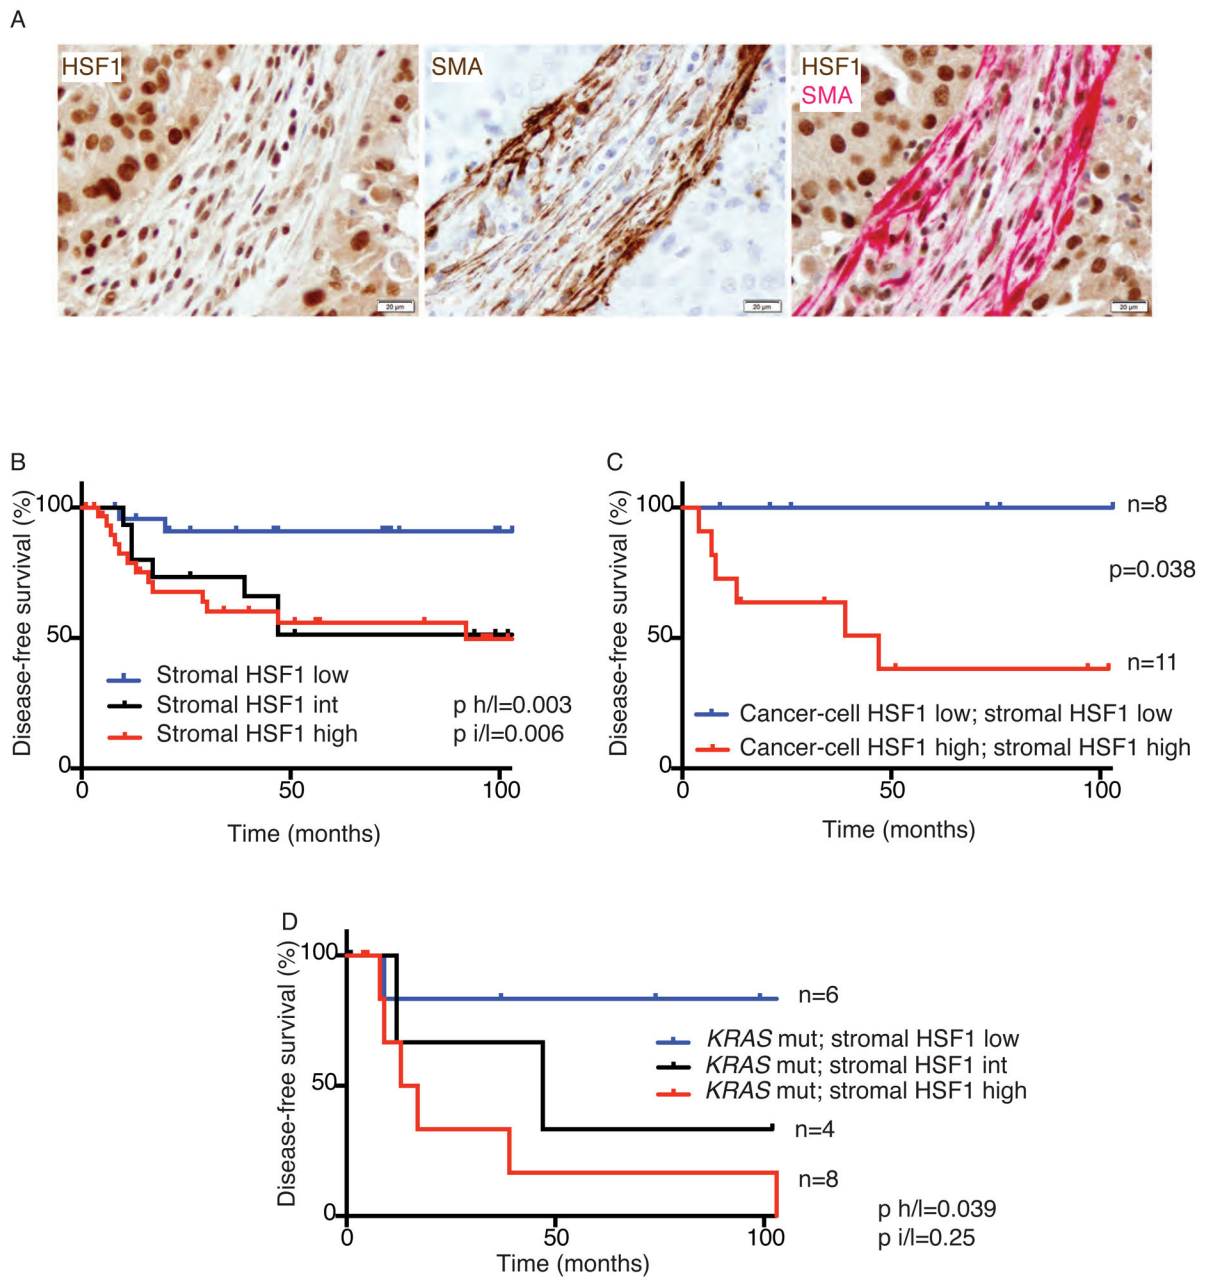 A
HSF1
SMA
HSF1
SMA
20 µm
20 µm
20 µm
B
Disease-free survival (%)
100
50
0
Stromal HSF1 low
Stromal HSF1 int
Stromal HSF1 high
p h/l=0.003
p i/l=0.006
0
50
100
Time (months)
C
Disease-free survival (%)
100
50
0
n=8
p=0.038
n=11
Cancer-cell HSF1 low; stromal HSF1 low
Cancer-cell HSF1 high; stromal HSF1 high
0
50
100
Time (months)
D
Disease-free survival (%)
100
50
0
n=6
KRAS mut; stromal HSF1 low
KRAS mut; stromal HSF1 int
KRAS mut; stromal HSF1 high
n=4
n=8
p h/l=0.039
p i/l=0.25
0
50
100
Time (months)